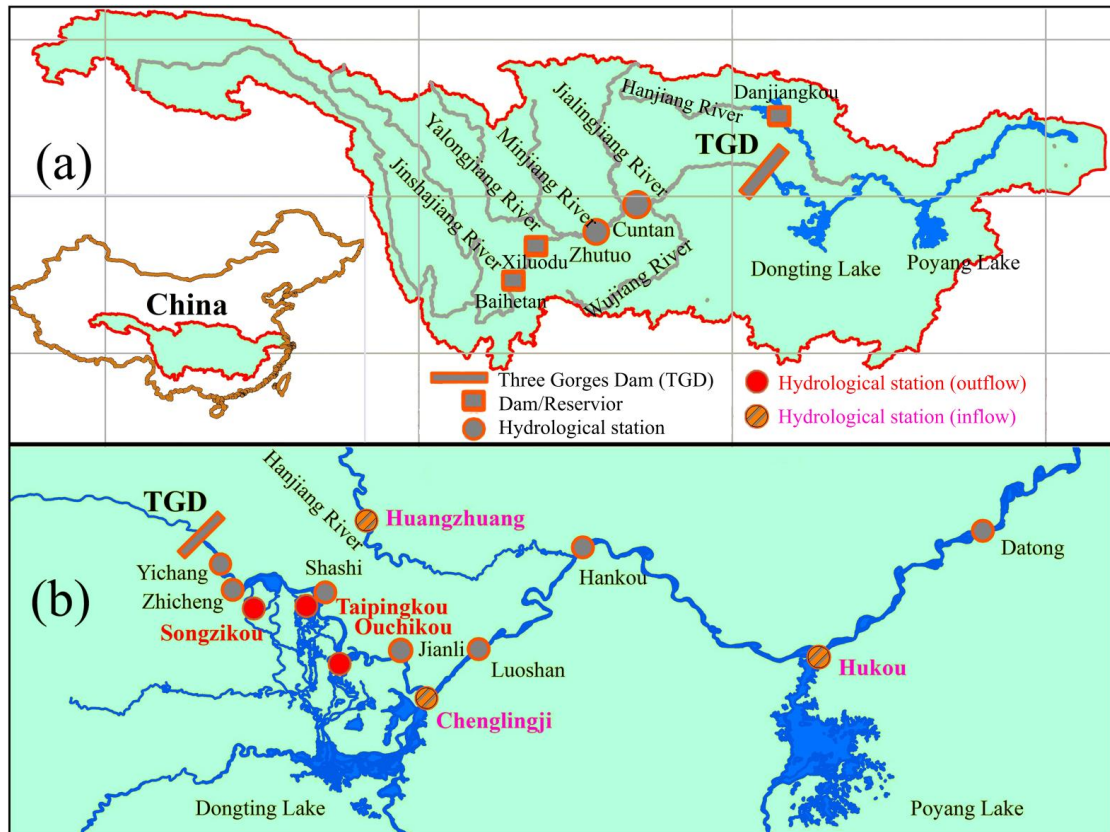 (a)
Jinshajiang River
Yalongjiang River
Minjiang River
Jialingjiang River
Hanjiang River
Danjiangkou
TGD
Cuntan
Zhutuo
Xiluodu
Baihetan
Wujiang River
Dongting Lake
Poyang Lake
China
Three Gorges Dam (TGD)
Dam/Reservior
Hydrological station
Hydrological station (outflow)
Hydrological station (inflow)
(b)
TGD
Hanjiang River
Huangzhuang
Yichang
Zhicheng
Shashi
Songzikou
Taipingkou
Ouchikou
Jianli
Luoshan
Chenglingji
Hankou
Datong
Hukou
Dongting Lake
Poyang Lake